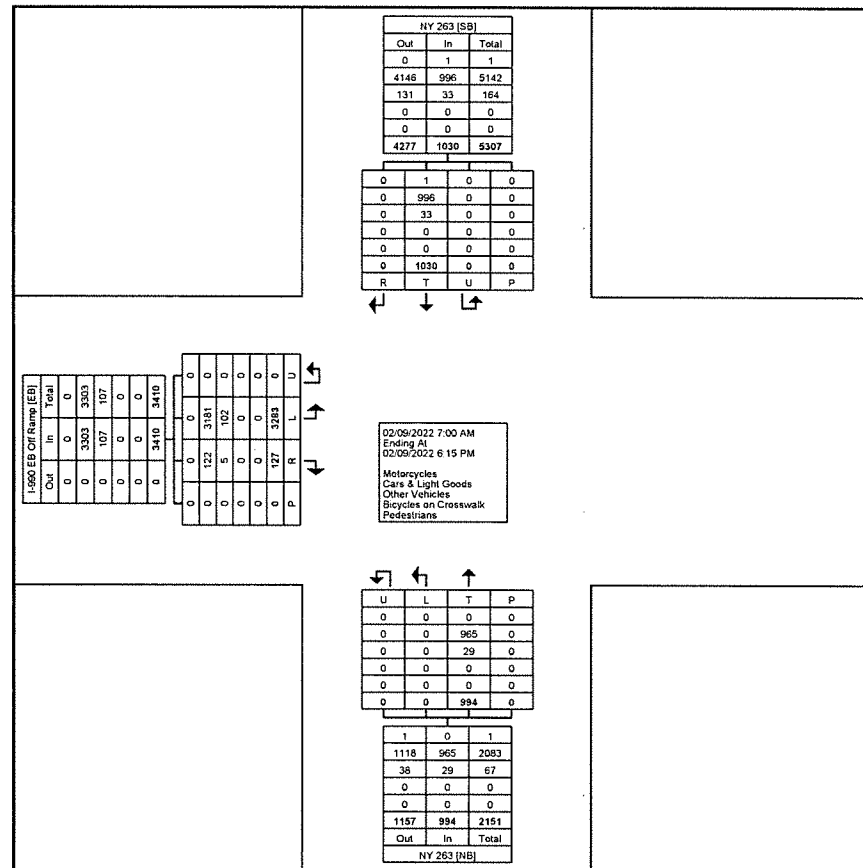 NY 263 [SB]
Out In Total
0 1 1
4146 996 5142
131 33 164
0 0 0
0 0 0
4277 1030 5307
0 1 0 0
0 996 0 0
0 33 0 0
0 0 0 0
0 0 0 0
0 1030 0 0
R T U P
I-990 EB Off Ramp [EB]
Out In Total
0 0 0
0 3303 3303
0 107 107
0 0 0
0 0 0
0 3410 3410
0 0 0 0
0 122 3181 0
0 5 102 0
0 0 0 0
0 0 0 0
0 127 3283 0
P R L U
02/09/2022 7:00 AM
Ending At
02/09/2022 6:15 PM
Motorcycles
Cars & Light Goods
Other Vehicles
Bicycles on Crosswalk
Pedestrians
U L T P
0 0 0 0
0 0 965 0
0 0 29 0
0 0 0 0
0 0 0 0
0 0 994 0
1 0 1
1118 965 2083
38 29 67
0 0 0
0 0 0
1157 994 2151
Out In Total
NY 263 [NB]